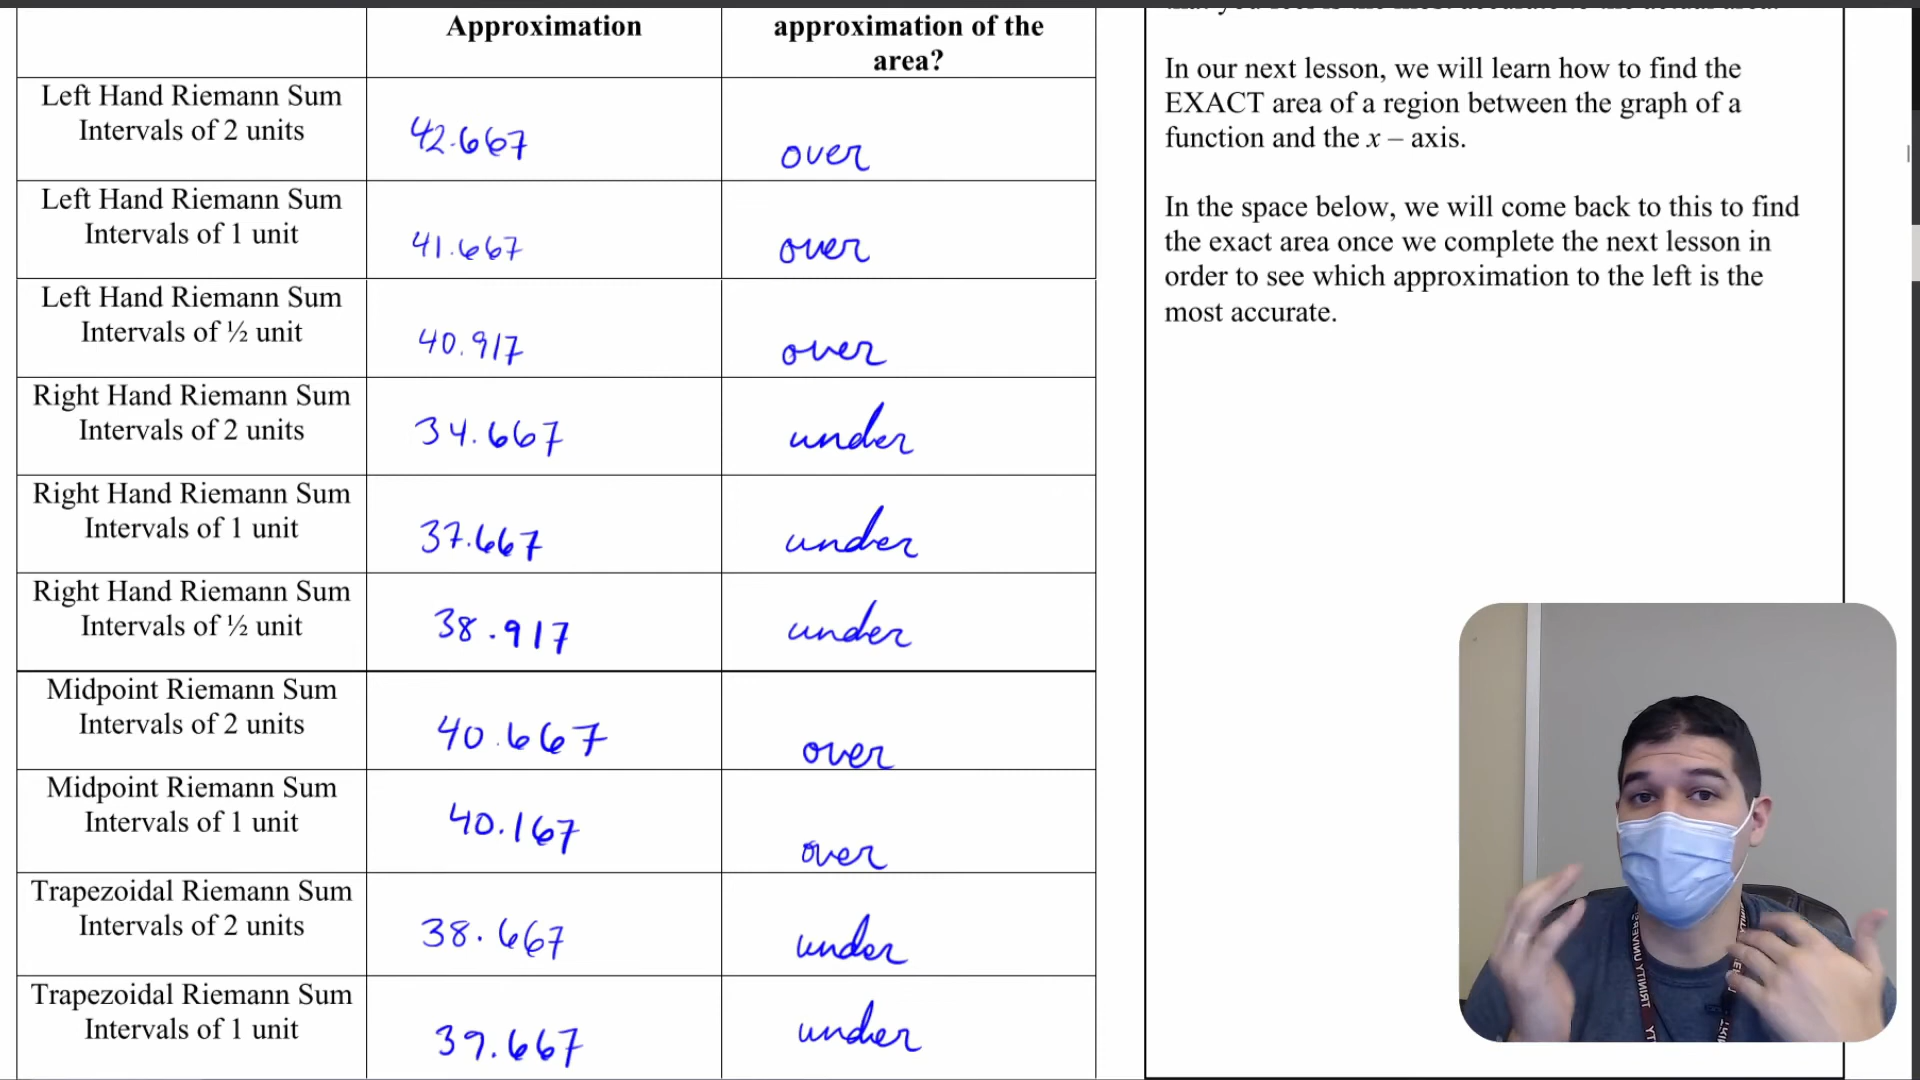 Approximation
approximation of the
area?
Left Hand Riemann Sum
Intervals of 2 units
42.667
over
Left Hand Riemann Sum
Intervals of 1 unit
41.667
over
Left Hand Riemann Sum
Intervals of ½ unit
40.917
over
Right Hand Riemann Sum
Intervals of 2 units
34.667
under
Right Hand Riemann Sum
Intervals of 1 unit
37.667
under
Right Hand Riemann Sum
Intervals of ½ unit
38.917
under
Midpoint Riemann Sum
Intervals of 2 units
40.667
over
Midpoint Riemann Sum
Intervals of 1 unit
40.167
over
Trapezoidal Riemann Sum
Intervals of 2 units
38.667
under
Trapezoidal Riemann Sum
Intervals of 1 unit
39.667
under
In our next lesson, we will learn how to find the
EXACT area of a region between the graph of a
function and the x – axis.
In the space below, we will come back to this to find
the exact area once we complete the next lesson in
order to see which approximation to the left is the
most accurate.